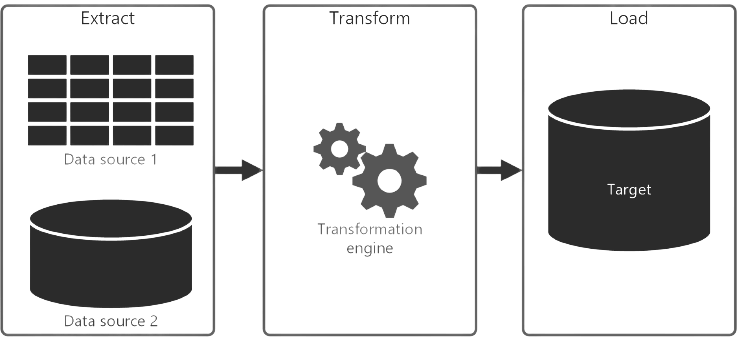 Extract
Data source 1
Data source 2
Transform
Transformation
engine
Load
Target